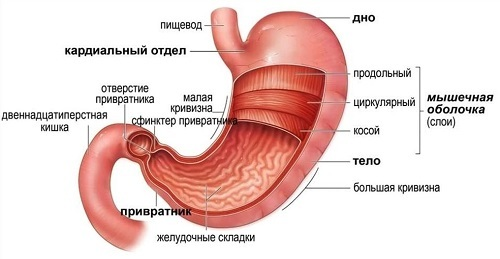 дно
пищевод
кардиальный отдел
продольный
отверстие
привратника
малая
кривизна
мышечная
оболочка
(слои)
циркулярный
двеннадцатиперстная
кишка
сфинктер привратника
косой
тело
большая кривизна
привратник
желудочные складки